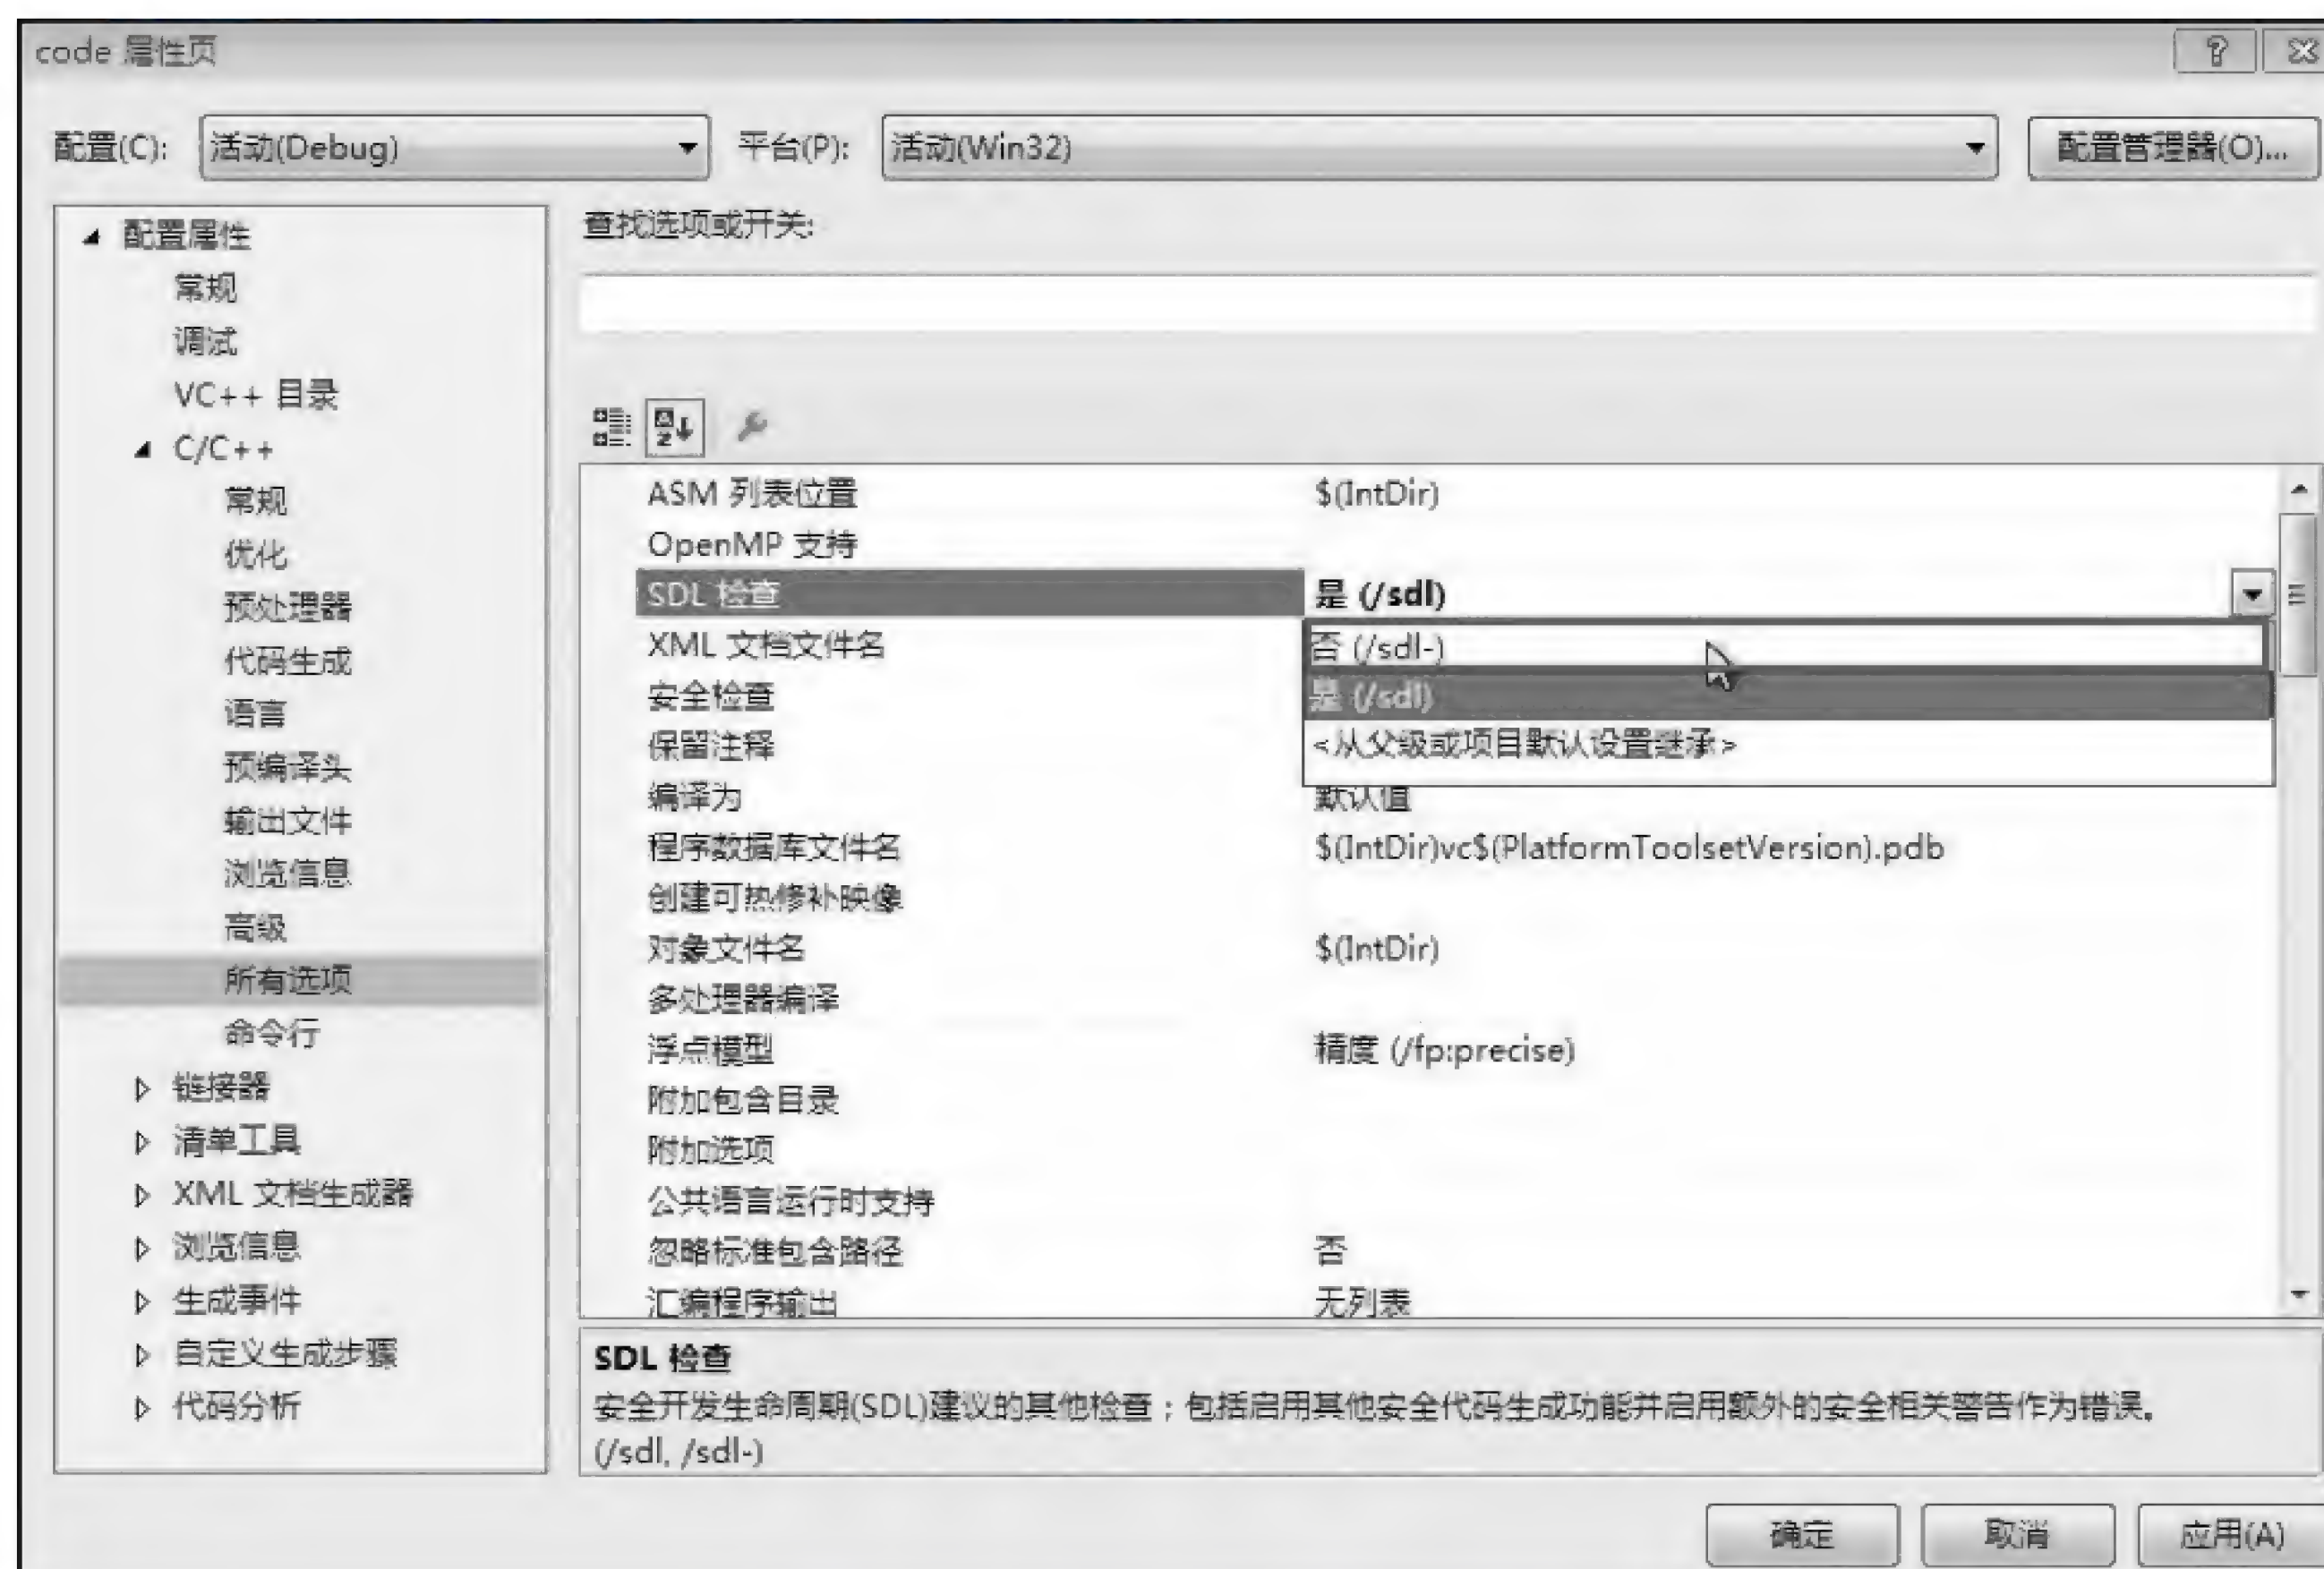 code 属性页
配置(C): 活动(Debug) 平台(P): 活动(Win32) 配置管理器(O)...
配置属性
常规
调试
VC++ 目录
C/C++
常规
优化
预处理器
代码生成
语言
预编译头
输出文件
浏览信息
高级
所有选项
命令行
链接器
清单工具
XML 文档生成器
浏览信息
生成事件
自定义生成步骤
代码分析
查找选项或开关:
ASM 列表位置 $(IntDir)
OpenMP 支持
SDL 检查 是 (/sdl)
XML 文档文件名 否 (/sdl-)
安全检查 是 (/sdl)
保留注释 <从父级或项目默认设置继承>
编译为 默认值
程序数据库文件名 $(IntDir)vc$(PlatformToolsetVersion).pdb
创建可热修补映像
对象文件名 $(IntDir)
多处理器编译
浮点模型 精度 (/fp:precise)
附加包含目录
附加选项
公共语言运行时支持
忽略标准包含路径 否
汇编程序输出 无列表
SDL 检查
安全开发生命周期(SDL)建议的其他检查；包括启用其他安全代码生成功能并启用额外的安全相关警告作为错误。
(/sdl, /sdl-)
确定 取消 应用(A)